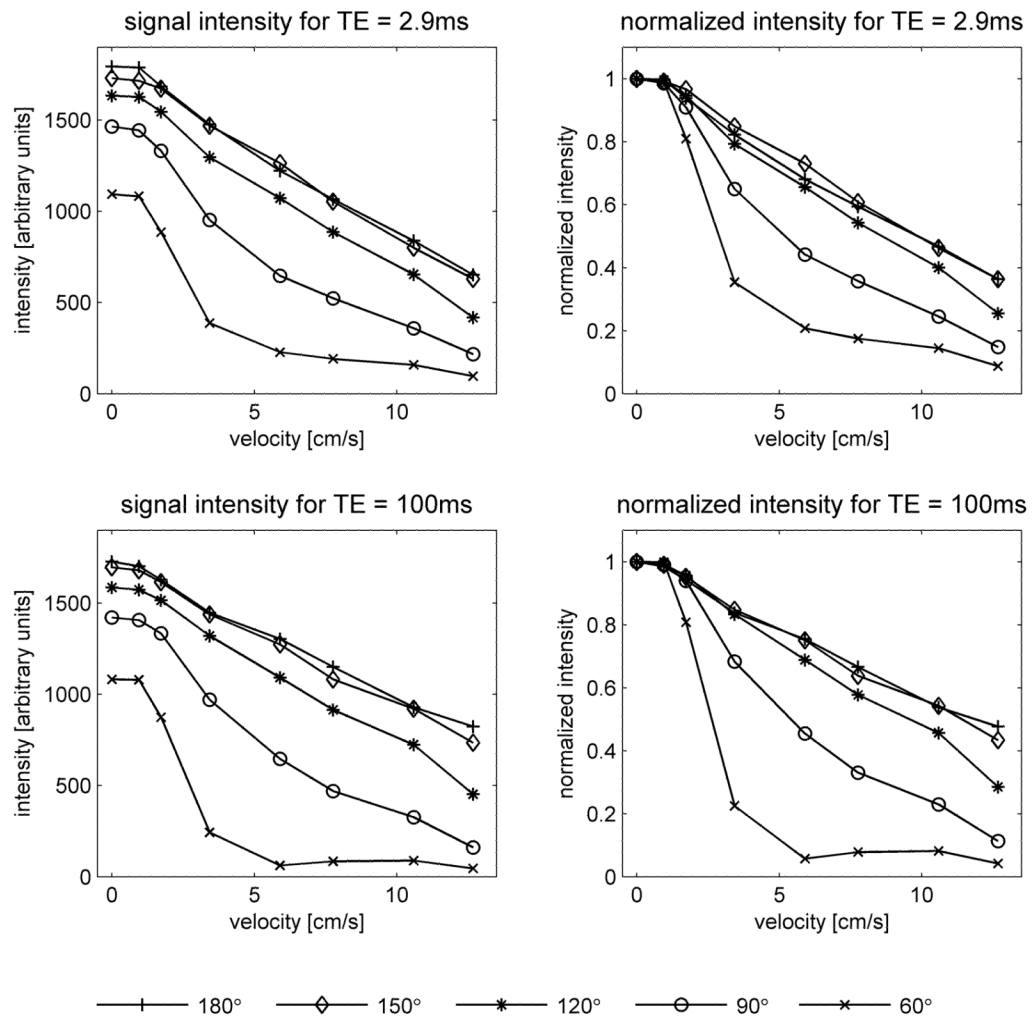 signal intensity for TE = 2.9ms
intensity [arbitrary units]
1500
1000
500
0
0 5 10
velocity [cm/s]
normalized intensity for TE = 2.9ms
normalized intensity
1
0.8
0.6
0.4
0.2
0
0 5 10
velocity [cm/s]
signal intensity for TE = 100ms
intensity [arbitrary units]
1500
1000
500
0
0 5 10
velocity [cm/s]
normalized intensity for TE = 100ms
normalized intensity
1
0.8
0.6
0.4
0.2
0
0 5 10
velocity [cm/s]
180° 150° 120° 90° 60°